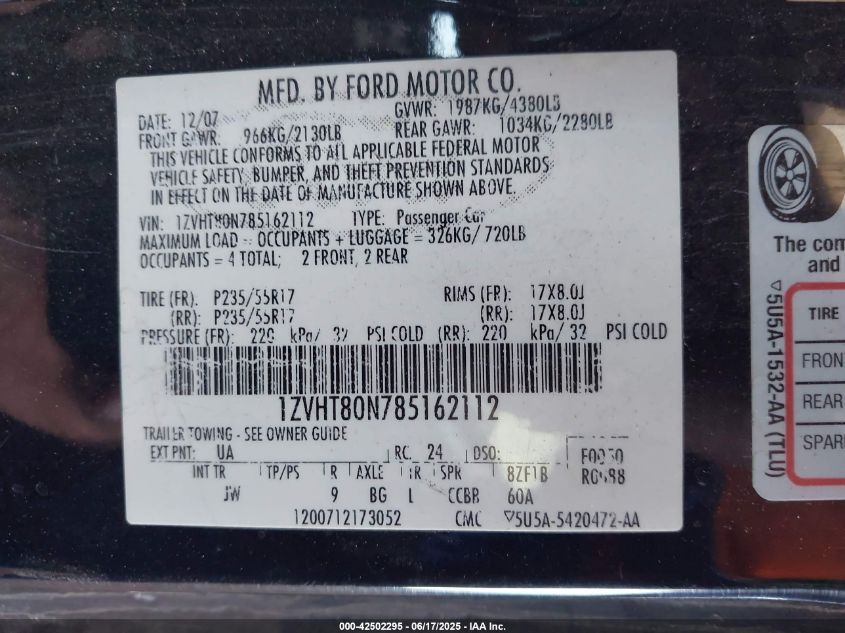 MFD. BY FORD MOTOR CO.
DATE: 12/07 GVWR: 1987KG/4380LB
FRONT GAWR: 966KG/2130LB REAR GAWR: 1034KG/2280LB
THIS VEHICLE CONFORMS TO ALL APPLICABLE FEDERAL MOTOR
VEHICLE SAFETY, BUMPER, AND THEFT PREVENTION STANDARDS
IN EFFECT ON THE DATE OF MANUFACTURE SHOWN ABOVE.
VIN: 1ZVHT80N785162112 TYPE: Passenger Car
MAXIMUM LOAD = OCCUPANTS + LUGGAGE = 326KG/ 720LB
OCCUPANTS = 4 TOTAL; 2 FRONT, 2 REAR
TIRE (FR): P235/55R17 RIMS (FR): 17X8.0J
(RR): P235/55R17 (RR): 17X8.0J
PRESSURE (FR): 220 kPa/ 32 PSI COLD (RR): 220 kPa/ 32 PSI COLD
1ZVHT80N785162112
TRAILER TOWING - SEE OWNER GUIDE
EXT PNT: UA RC: 24 DSO:
INT TR TP/PS R AXLE TR SPR 8ZF1B
JW 9 BG L CCBB 60A
1200712173052 CMC ▽5U5A-5420472-AA
The com
and
TIRE
FRON
REAR
SPAR
▽5U5A-1532-AA (TLU)
000-42502295 - 06/17/2025 - IAA Inc.